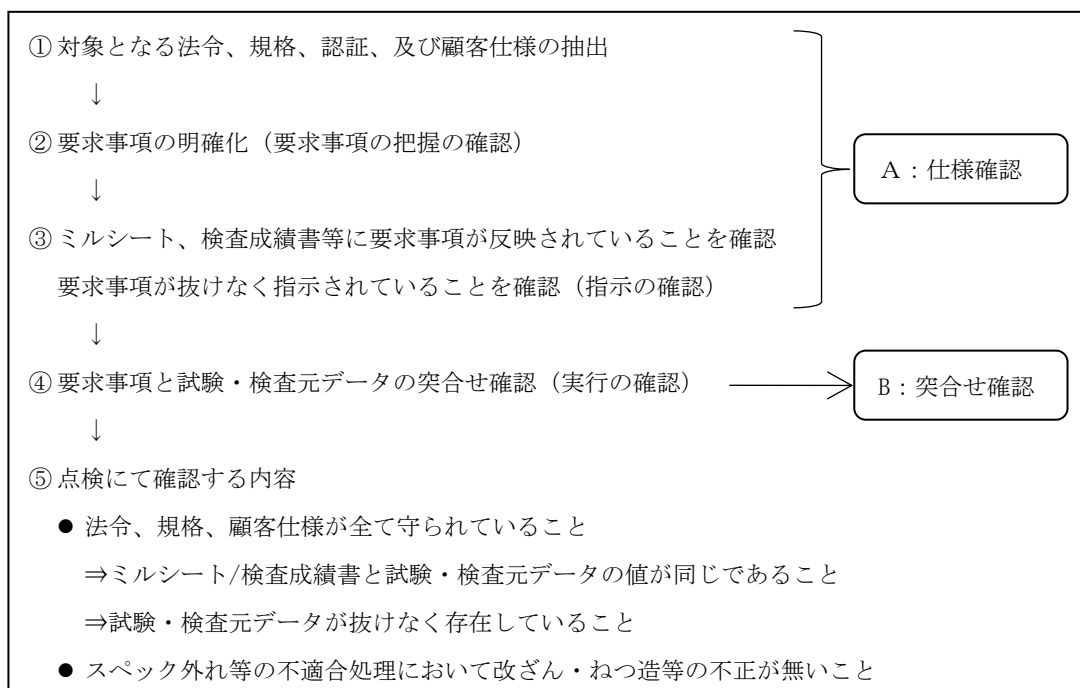 ① 対象となる法令、規格、認証、及び顧客仕様の抽出
↓
② 要求事項の明確化（要求事項の把握の確認）
↓
A：仕様確認
③ ミルシート、検査成績書等に要求事項が反映されていることを確認
要求事項が抜けなく指示されていることを確認（指示の確認）
↓
④ 要求事項と試験・検査元データの突合せ確認（実行の確認）
B：突合せ確認
↓
⑤ 点検にて確認する内容
● 法令、規格、顧客仕様が全て守られていること
⇒ミルシート/検査成績書と試験・検査元データの値が同じであること
⇒試験・検査元データが抜けなく存在していること
● スペック外れ等の不適合処理において改ざん・ねつ造等の不正が無いこと